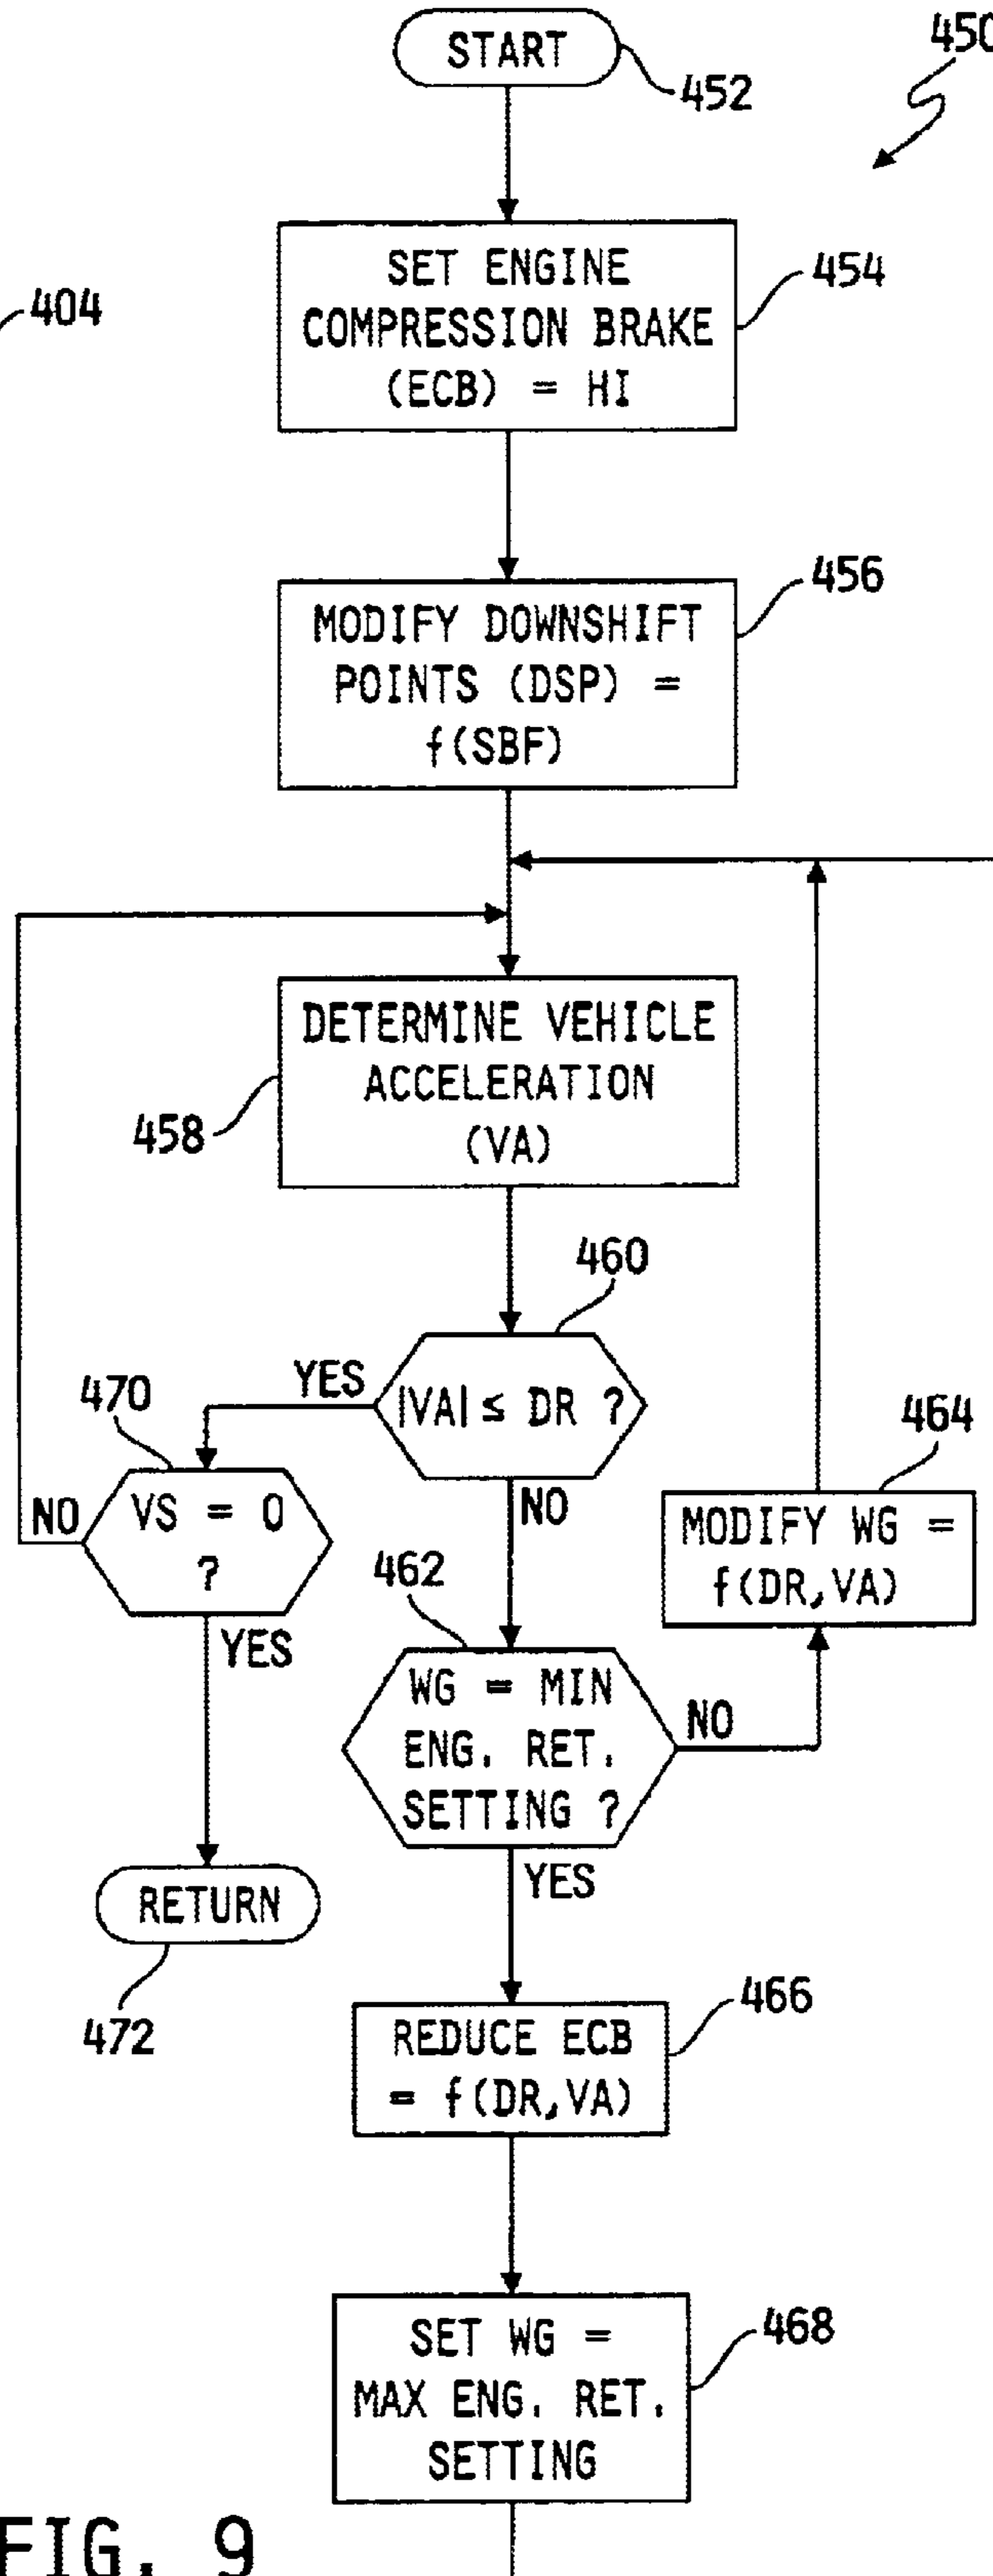 START
450
452
SET ENGINE
COMPRESSION BRAKE
(ECB) = HI
454
404
MODIFY DOWNSHIFT
POINTS (DSP) =
f(SBF)
456
DETERMINE VEHICLE
ACCELERATION
(VA)
458
460
|VA| ≤ DR ?
YES
NO
470
VS = 0
?
NO
YES
464
MODIFY WG =
f(DR,VA)
462
WG = MIN
ENG. RET.
SETTING ?
NO
YES
RETURN
472
REDUCE ECB
= f(DR,VA)
466
SET WG =
MAX ENG. RET.
SETTING
468
FIG. 9